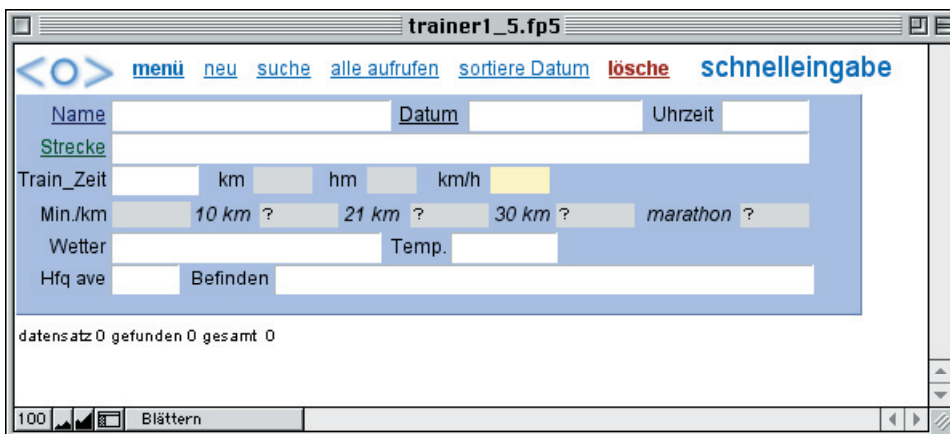 trainer1_5.fp5
<O> menü neu suche alle aufrufen sortiere Datum lösche schnelleingabe
Name Datum Uhrzeit
Strecke
Train_Zeit km hm km/h
Min./km 10 km ? 21 km ? 30 km ? marathon ?
Wetter Temp.
Hfq ave Befinden
datensatz 0 gefunden 0 gesamt 0
100 Blättern